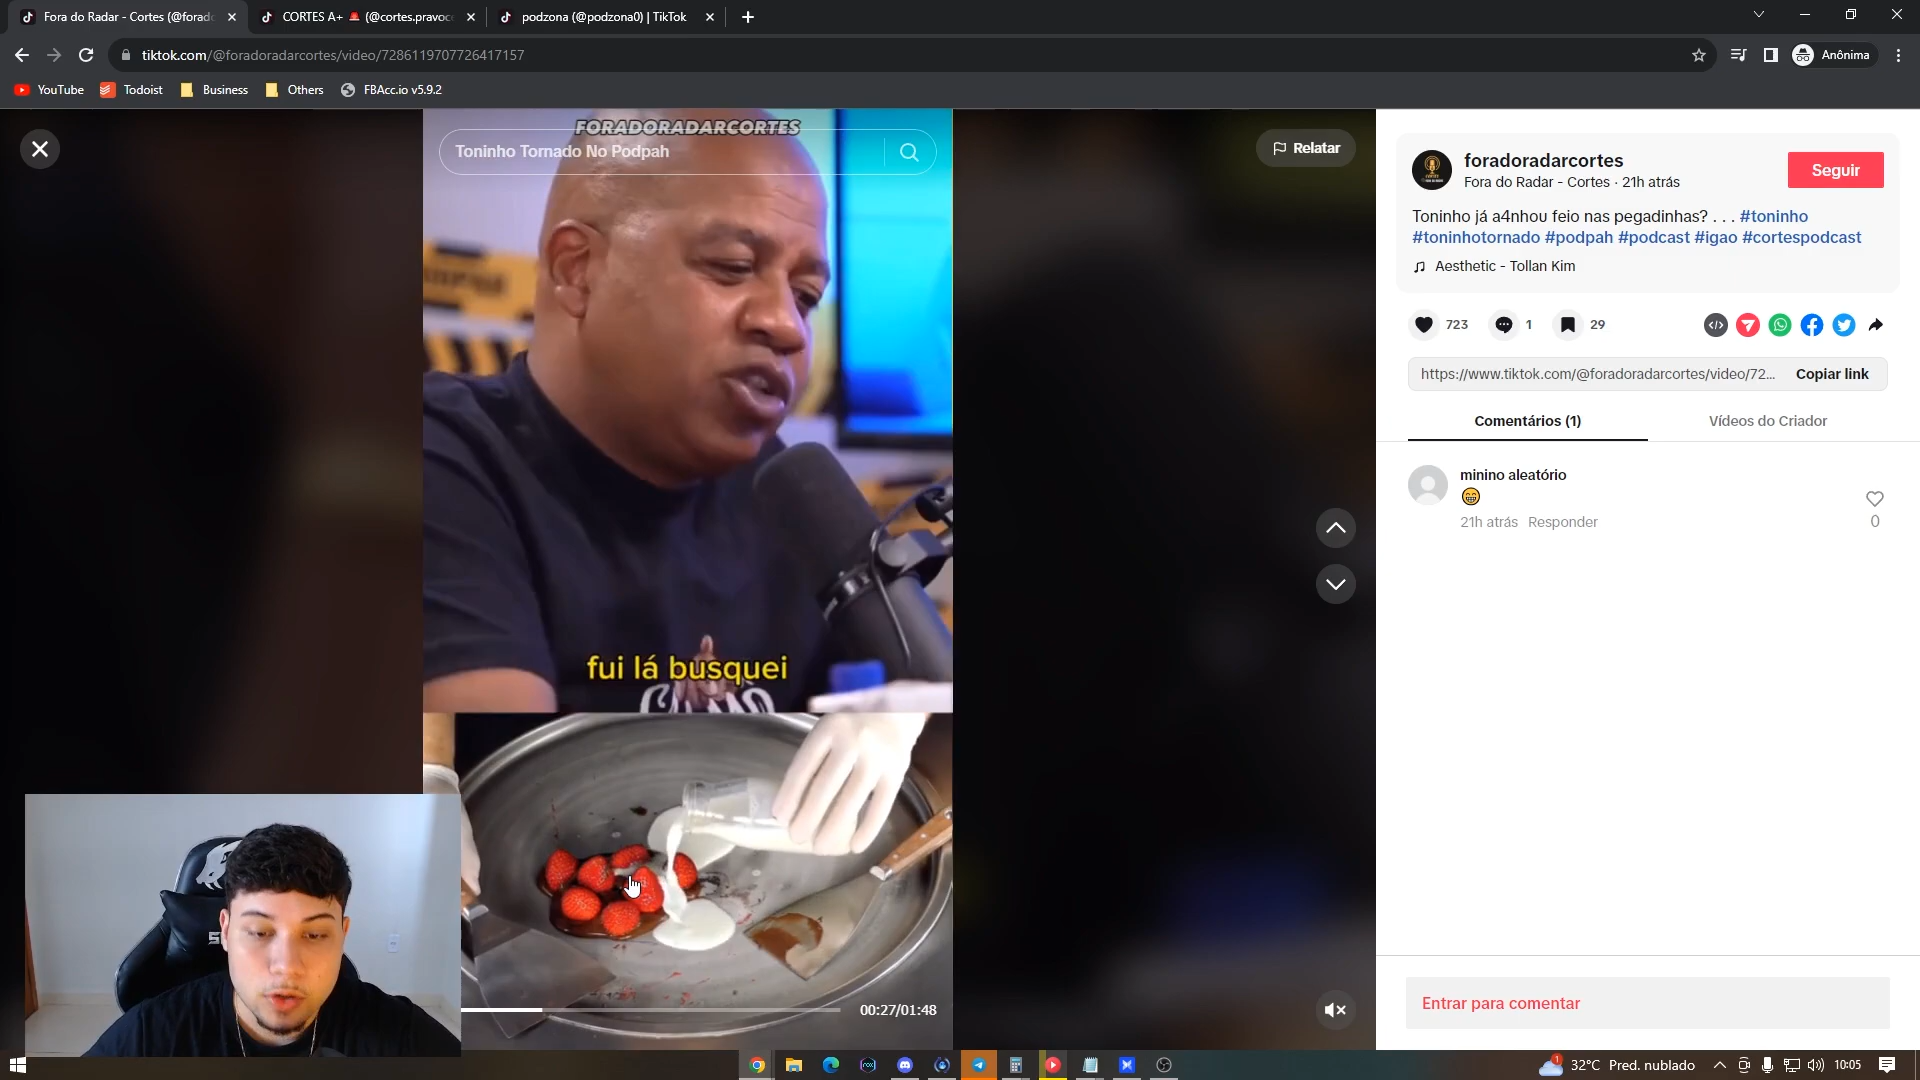 Fora do Radar - Cortes (@forad
CORTES A+ 🚨 (@cortes.pravoce
podzona (@podzona0) | TikTok
tiktok.com/@foradoradarcortes/video/7286119707726417157
Anônima
YouTube
Todoist
Business
Others
FBAcc.io v5.9.2
FORADORADARCORTES
Toninho Tornado No Podpah
Relatar
fui lá busquei
00:27/01:48
foradoradarcortes
Fora do Radar - Cortes · 21h atrás
Seguir
Toninho já a4nhou feio nas pegadinhas? . . . #toninho
#toninhotornado #podpah #podcast #igao #cortespodcast
Aesthetic - Tollan Kim
723
1
29
https://www.tiktok.com/@foradoradarcortes/video/72...
Copiar link
Comentários (1)
Vídeos do Criador
minino aleatório
😁
21h atrás Responder
0
Entrar para comentar
1
32°C Pred. nublado
10:05